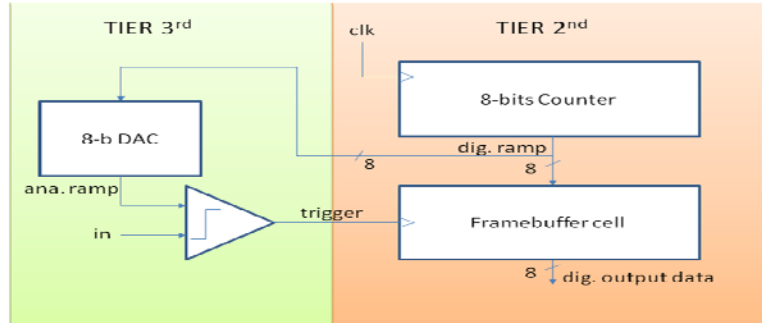 TIER 3rd
TIER 2nd
clk
8-bits Counter
8-b DAC
dig. ramp
8
8
ana. ramp
trigger
Framebuffer cell
in
8
dig. output data